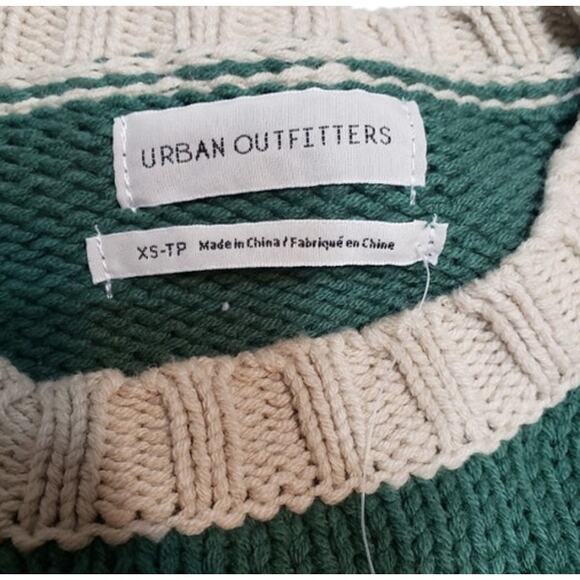 URBAN OUTFITTERS
XS-TP Made in China / Fabriqué en Chine